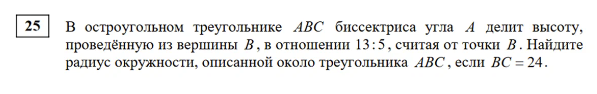 25 В остроугольном треугольнике ABC биссектриса угла A делит высоту,
проведённую из вершины B, в отношении 13:5, считая от точки B. Найдите
радиус окружности, описанной около треугольника ABC, если BC = 24.